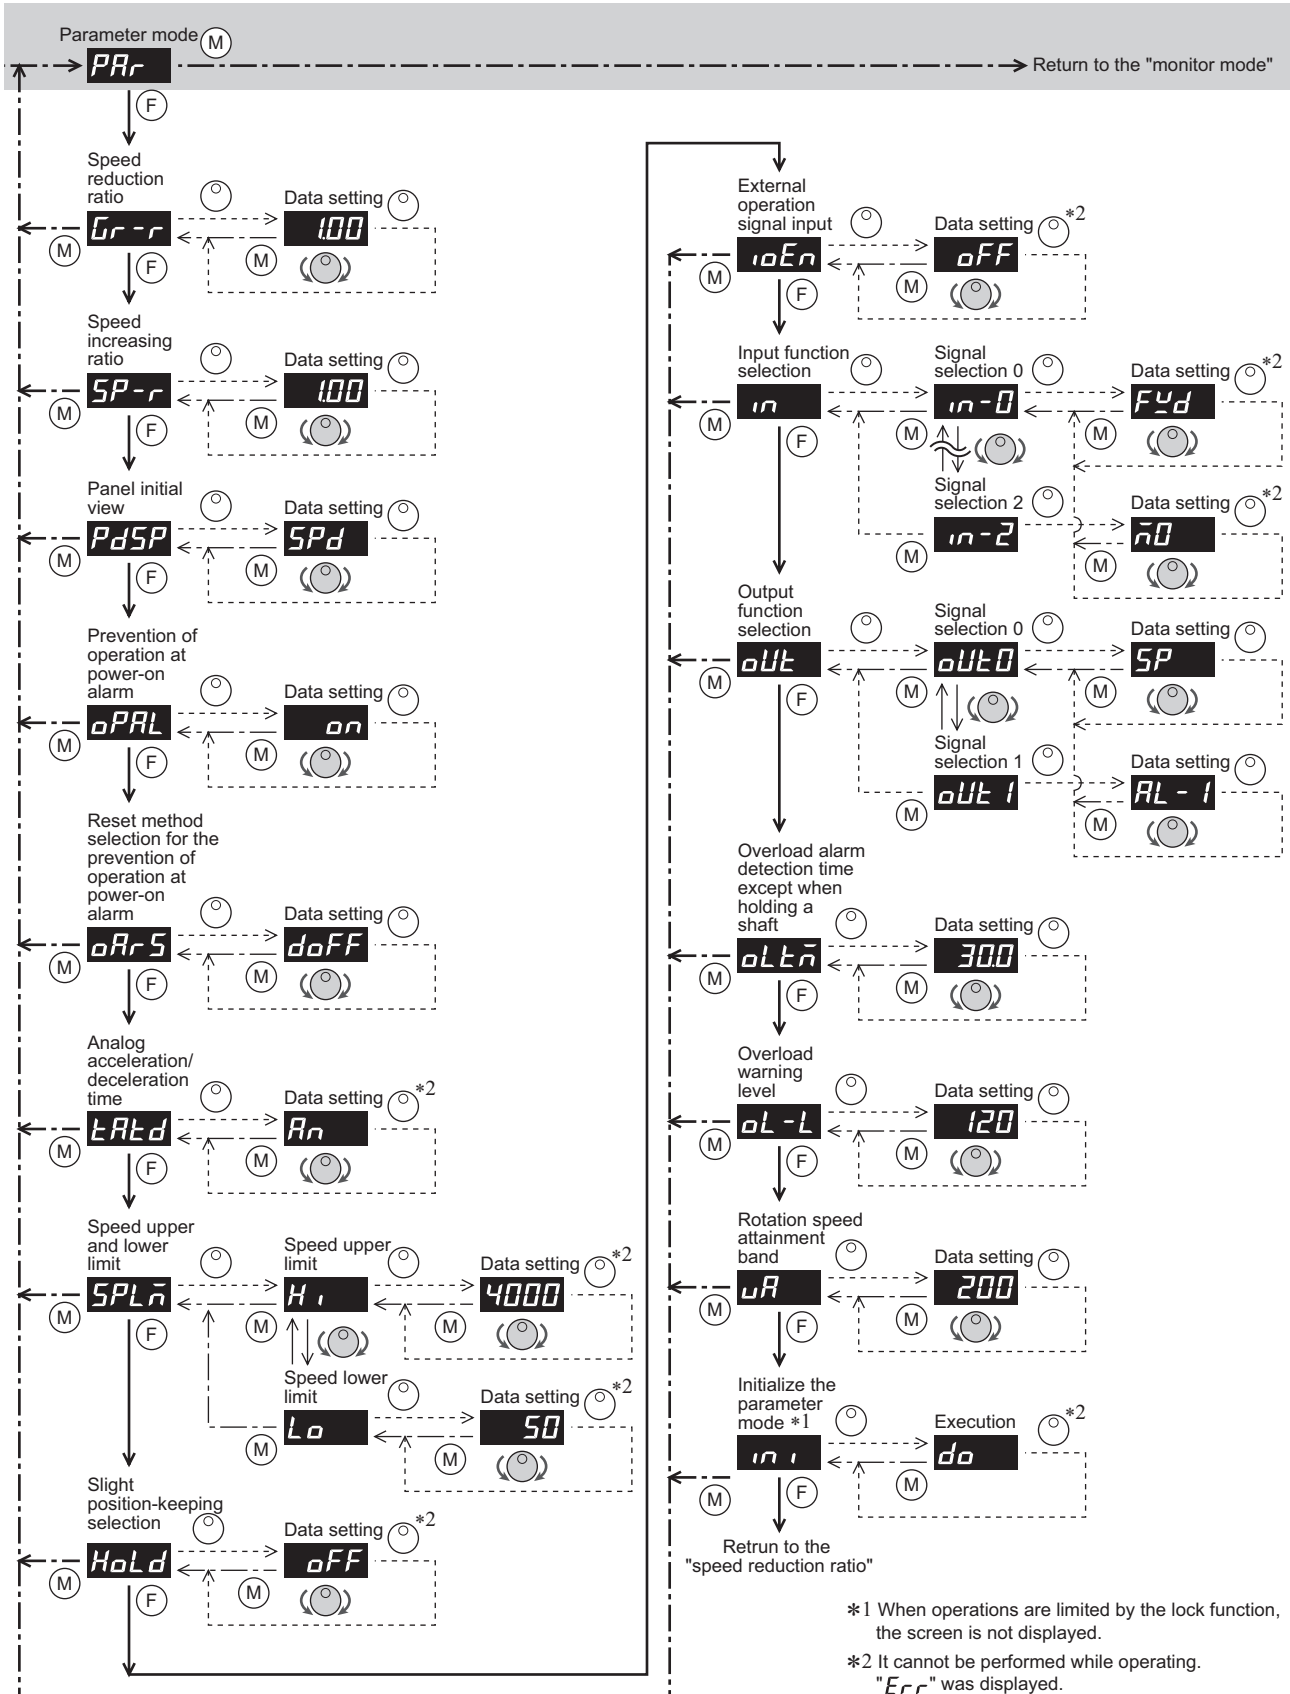 Parameter mode
M
PAr
Return to the "monitor mode"
F
Speed
reduction
ratio
Gr-r
M
F
Data setting
1.00
M
Speed
increasing
ratio
SP-r
M
F
Data setting
1.00
M
Panel initial
view
PdSP
M
F
Data setting
SPd
M
Prevention of
operation at
power-on
alarm
oPAL
M
F
Data setting
on
M
Reset method
selection for the
prevention of
operation at
power-on
alarm
oArS
M
F
Data setting
doFF
M
Analog
acceleration/
deceleration
time
tAtd
M
F
Data setting
*2
An
M
Speed upper
and lower
limit
SPLm
M
F
Speed upper
limit
Hi
M
Data setting
*2
4000
M
Speed lower
limit
Lo
M
Data setting
*2
50
M
Slight
position-keeping
selection
HoLd
M
F
Data setting
*2
oFF
M
External
operation
signal input
ioEn
M
F
Data setting
*2
oFF
M
Input function
selection
in
M
F
Signal
selection 0
in-0
M
Data setting
*2
Fwd
M
Signal
selection 2
in-2
M
Data setting
*2
m0
M
Output
function
selection
oUt
M
F
Signal
selection 0
oUt0
M
Data setting
SP
M
Signal
selection 1
oUt1
M
Data setting
AL-1
M
Overload alarm
detection time
except when
holding a
shaft
oLtm
M
F
Data setting
30.0
M
Overload
warning
level
oL-L
M
F
Data setting
120
M
Rotation speed
attainment
band
vA
M
F
Data setting
200
M
Initialize the
parameter
mode *1
ini
M
F
Execution
*2
do
M
Retrun to the
"speed reduction ratio"
*1 When operations are limited by the lock function,
the screen is not displayed.
*2 It cannot be performed while operating.
"Err" was displayed.